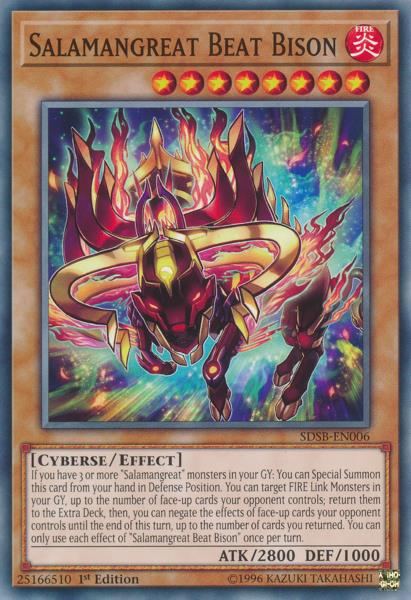 SALAMANGREAT BEAT BISON
FIRE
炎
SDSB-EN006
[CYBERSE/EFFECT]
If you have 3 or more "Salamangreat" monsters in your GY: You can Special Summon
this card from your hand in Defense Position. You can target FIRE Link Monsters in
your GY, up to the number of face-up cards your opponent controls; return them
to the Extra Deck, then, you can negate the effects of face-up cards your opponent
controls until the end of this turn, up to the number of cards you returned. You can
only use each effect of "Salamangreat Beat Bison" once per turn.
ATK/2800 DEF/1000
25166510 1st Edition
©1996 KAZUKI TAKAHASHI